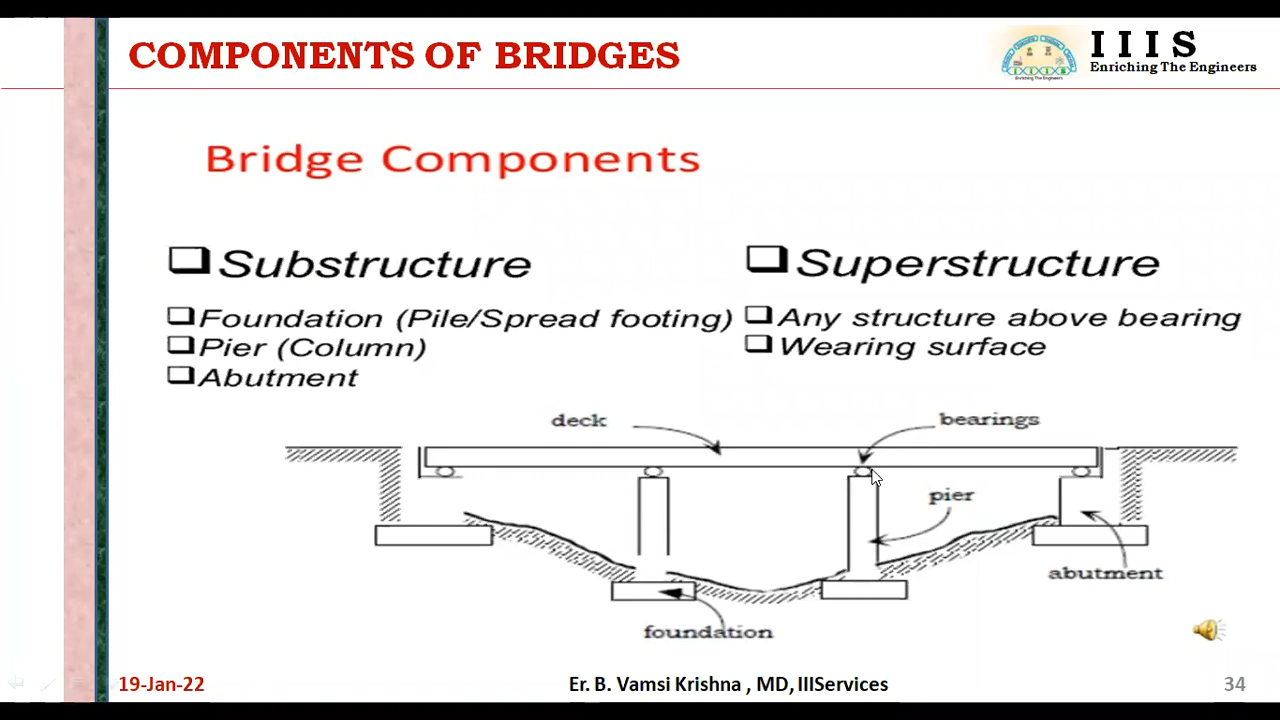 COMPONENTS OF BRIDGES
I I I S
Enriching The Engineers
Bridge Components
Substructure
Foundation (Pile/Spread footing)
Pier (Column)
Abutment
Superstructure
Any structure above bearing
Wearing surface
deck
bearings
pier
abutment
foundation
19-Jan-22
Er. B. Vamsi Krishna , MD, IIIServices
34